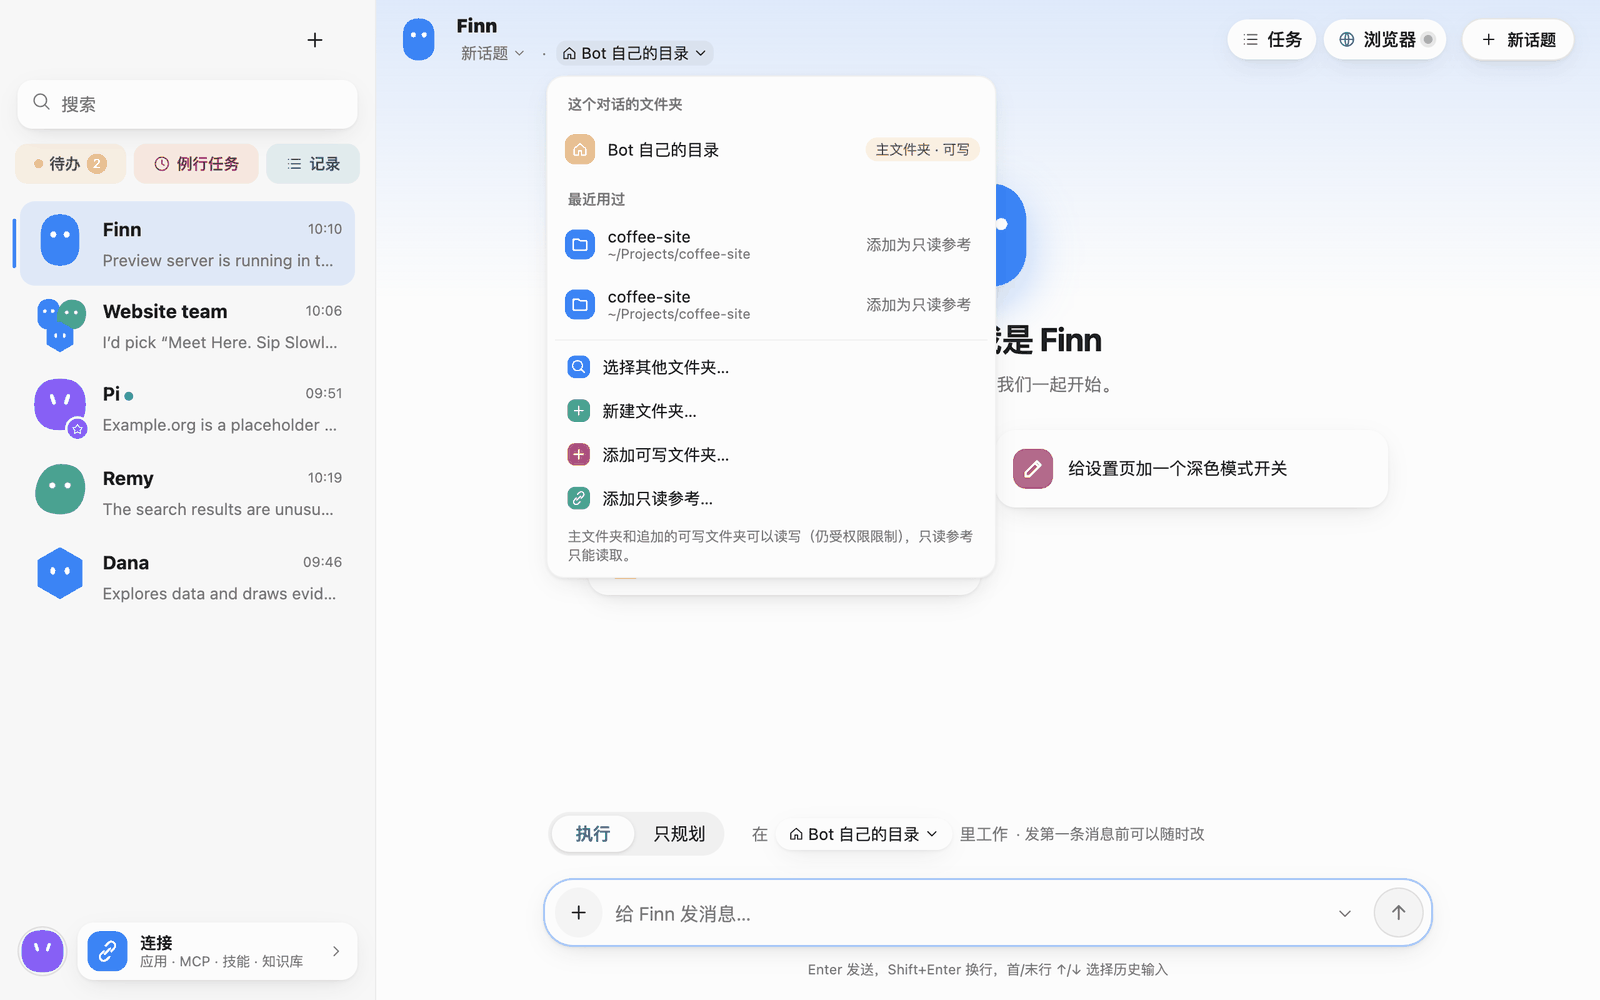 搜索
待办 2
例行任务
记录
Finn 10:10
Preview server is running in t...
Website team 10:06
I'd pick “Meet Here. Sip Slowl...
Pi 09:51
Example.org is a placeholder ...
Remy 10:19
The search results are unusu...
Dana 09:46
Explores data and draws evid...
连接
应用 · MCP · 技能 · 知识库
Finn
新话题 · Bot 自己的目录
任务
浏览器
新话题
这个对话的文件夹
Bot 自己的目录 主文件夹 · 可写
最近用过
coffee-site
~/Projects/coffee-site
添加为只读参考
coffee-site
~/Projects/coffee-site
添加为只读参考
选择其他文件夹...
新建文件夹...
添加可写文件夹...
添加只读参考...
主文件夹和追加的可写文件夹可以读写（仍受权限限制），只读参考
只能读取。
是 Finn
我们一起开始。
给设置页加一个深色模式开关
执行 只规划 在 Bot 自己的目录 里工作 · 发第一条消息前可以随时改
给 Finn 发消息...
Enter 发送，Shift+Enter 换行，首/末行 ↑/↓ 选择历史输入